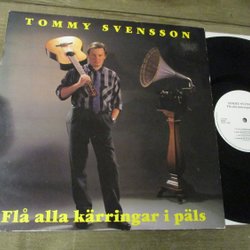 TOMMY SVENSSON
Flå alla kärringar i päls